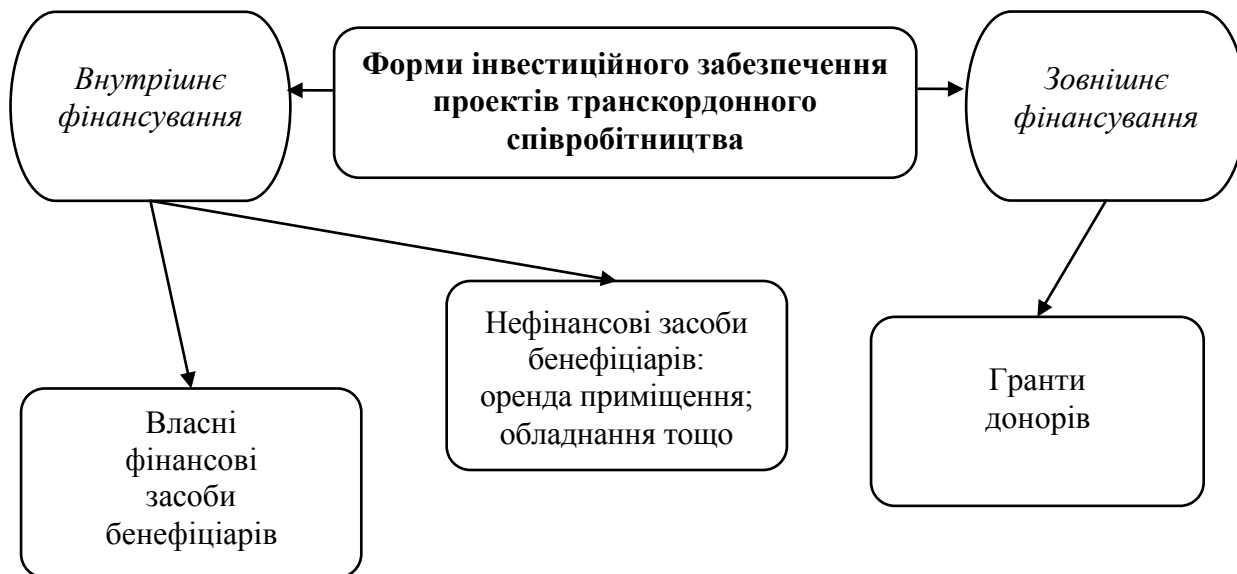 Внутрішнє
фінансування
Форми інвестиційного забезпечення
проектів транскордонного
співробітництва
Зовнішнє
фінансування
Нефінансові засоби
бенефіціарів:
оренда приміщення;
обладнання тощо
Гранти
донорів
Власні
фінансові
засоби
бенефіціарів